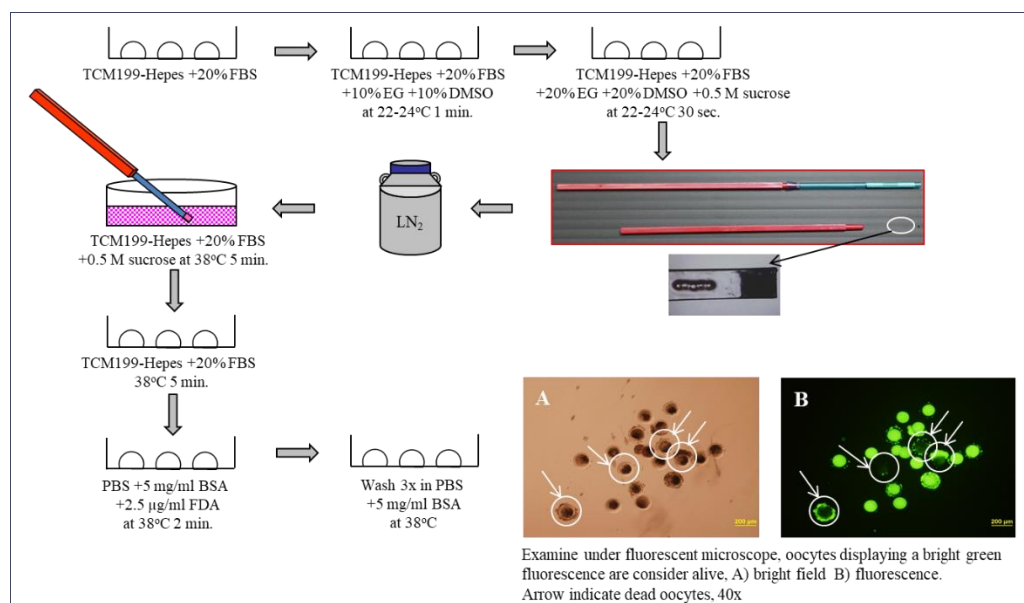 TCM199-Hepes +20% FBS
TCM199-Hepes +20% FBS
+10% EG +10% DMSO
at 22-24°C 1 min.
TCM199-Hepes +20% FBS
+20% EG +20% DMSO +0.5 M sucrose
at 22-24°C 30 sec.
LN₂
TCM199-Hepes +20% FBS
+0.5 M sucrose at 38°C 5 min.
TCM199-Hepes +20% FBS
38°C 5 min.
PBS +5 mg/ml BSA
+2.5 µg/ml FDA
at 38°C 2 min.
Wash 3x in PBS
+5 mg/ml BSA
at 38°C
A
200 µm
B
200 µm
Examine under fluorescent microscope, oocytes displaying a bright green
fluorescence are consider alive, A) bright field B) fluorescence.
Arrow indicate dead oocytes, 40x